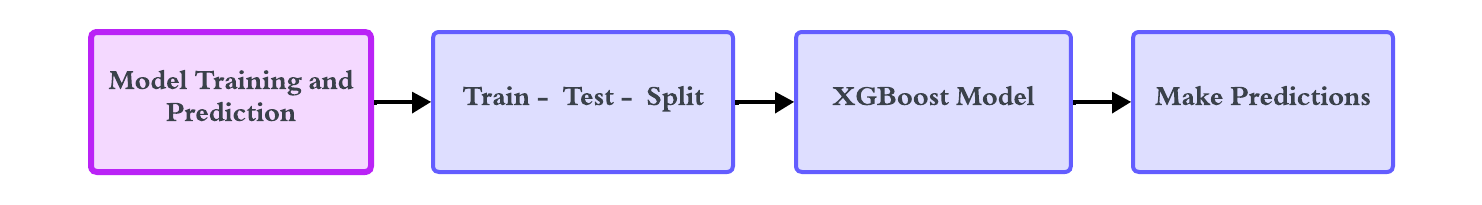 Model Training and
Prediction
Train - Test - Split
XGBoost Model
Make Predictions